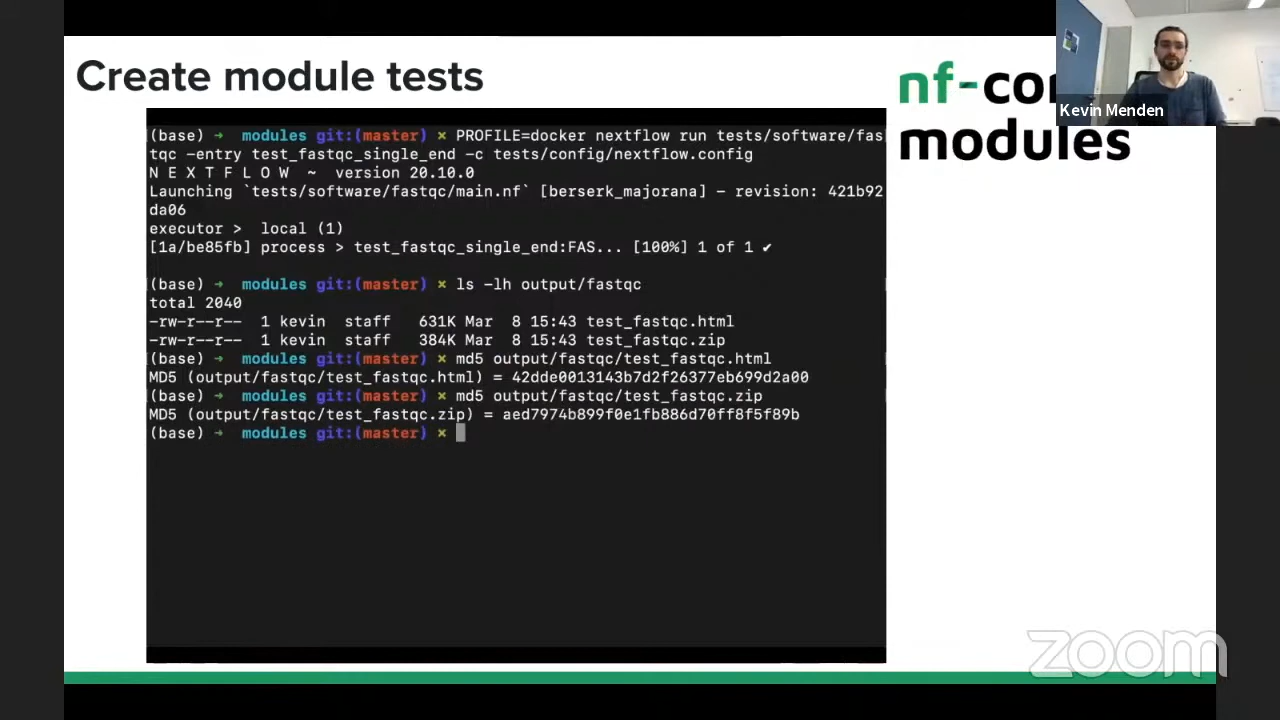 Create module tests
nf-co
modules
Kevin Menden
(base) ➜ modules git:(master) ✗ PROFILE=docker nextflow run tests/software/fas
tqc -entry test_fastqc_single_end -c tests/config/nextflow.config
N E X T F L O W ~ version 20.10.0
Launching `tests/software/fastqc/main.nf` [berserk_majorana] - revision: 421b92
da06
executor > local (1)
[1a/be85fb] process > test_fastqc_single_end:FAS... [100%] 1 of 1 ✔
(base) ➜ modules git:(master) ✗ ls -lh output/fastqc
total 2040
-rw-r--r-- 1 kevin staff 631K Mar 8 15:43 test_fastqc.html
-rw-r--r-- 1 kevin staff 384K Mar 8 15:43 test_fastqc.zip
(base) ➜ modules git:(master) ✗ md5 output/fastqc/test_fastqc.html
MD5 (output/fastqc/test_fastqc.html) = 42dde0013143b7d2f26377eb699d2a00
(base) ➜ modules git:(master) ✗ md5 output/fastqc/test_fastqc.zip
MD5 (output/fastqc/test_fastqc.zip) = aed7974b899f0e1fb886d70ff8f5f89b
(base) ➜ modules git:(master) ✗
zoom